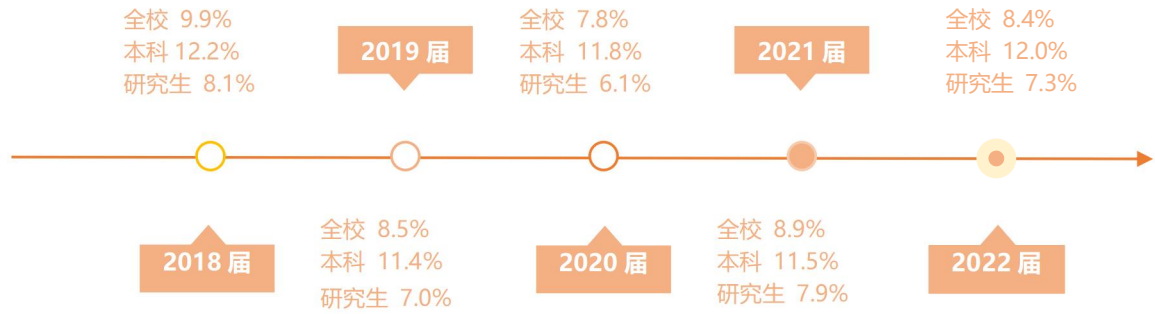 全校 9.9%
本科 12.2%
研究生 8.1%
2018 届
2019 届
全校 8.5%
本科 11.4%
研究生 7.0%
全校 7.8%
本科 11.8%
研究生 6.1%
2020 届
2021 届
全校 8.9%
本科 11.5%
研究生 7.9%
全校 8.4%
本科 12.0%
研究生 7.3%
2022 届